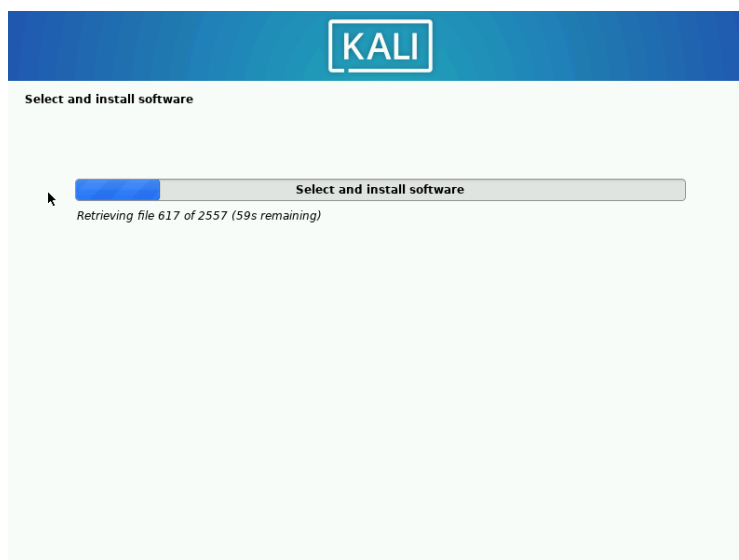 KALI
Select and install software
Select and install software
Retrieving file 617 of 2557 (59s remaining)